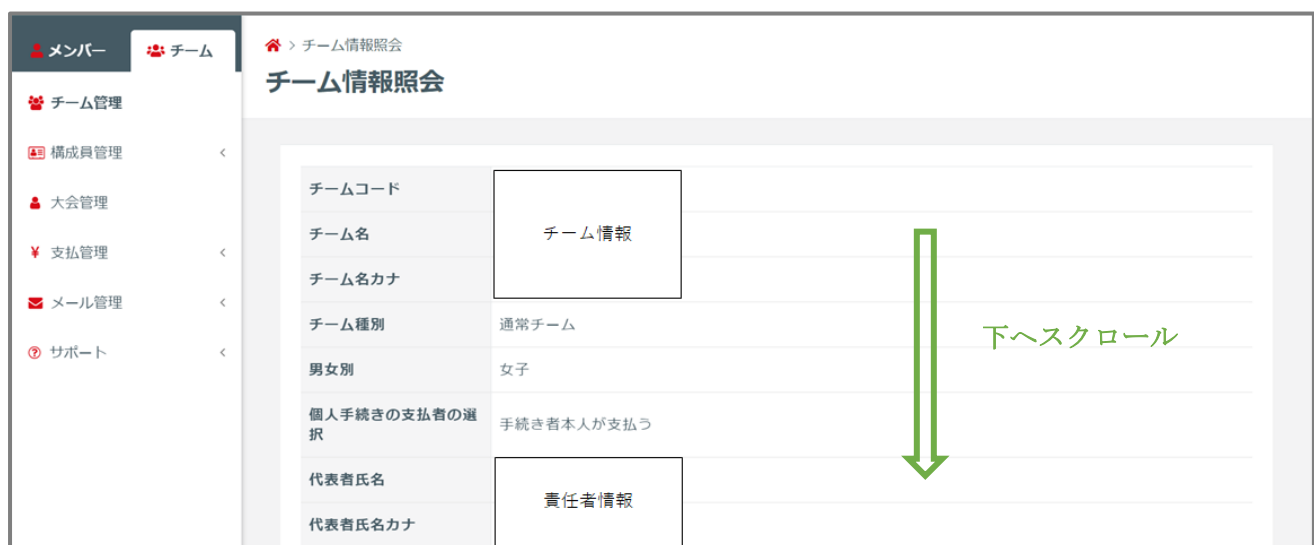 メンバー
チーム
> チーム情報照会
チーム情報照会
チーム管理
構成員管理 <
大会管理
¥ 支払管理 <
メール管理 <
? サポート <
チームコード
チーム名
チーム名カナ
チーム情報
チーム種別 通常チーム
男女別 女子
個人手続きの支払者の選
択
手続き者本人が支払う
代表者氏名
代表者氏名カナ
責任者情報
下へスクロール